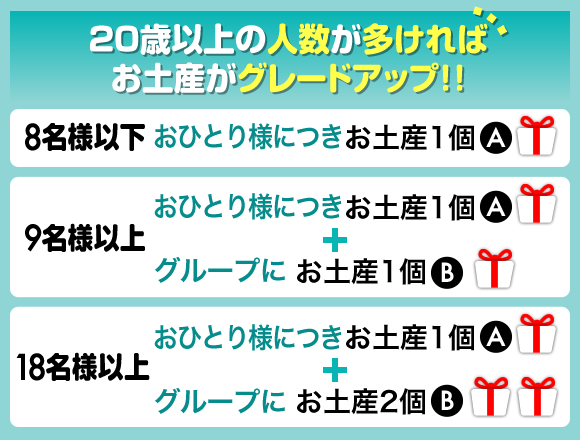 20歳以上の人数が多ければ
お土産がグレードアップ!!
8名様以下 おひとり様につきお土産1個 A
9名様以上
おひとり様につきお土産1個 A
+
グループに お土産1個 B
18名様以上
おひとり様につきお土産1個 A
+
グループに お土産2個 B